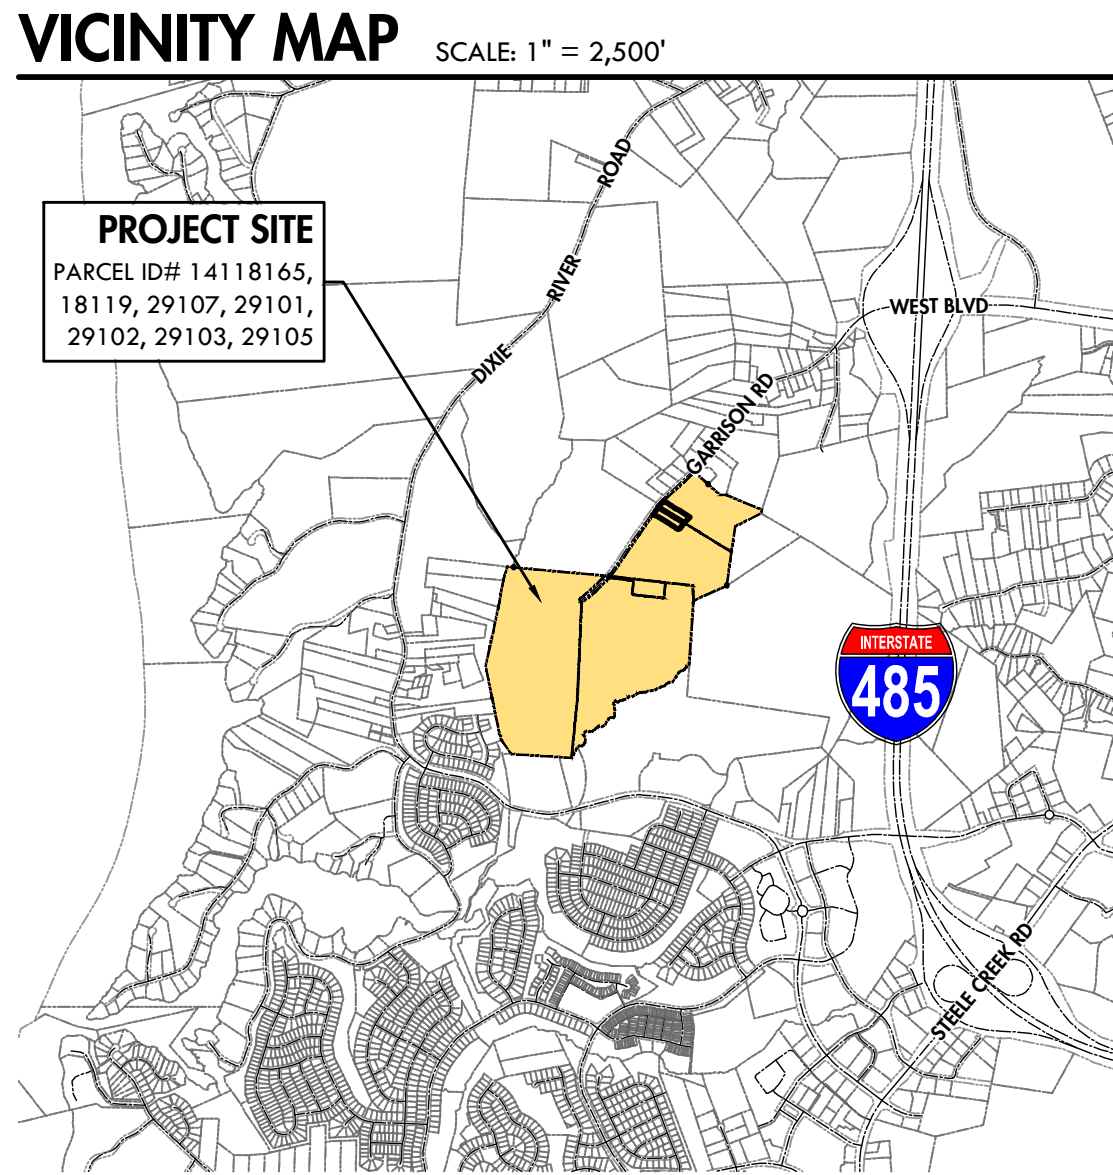 VICINITY MAP SCALE: 1" = 2,500'
PROJECT SITE
PARCEL ID# 14118165,
18119, 29107, 29101,
29102, 29103, 29105
DIXIE RIVER ROAD
WEST BLVD
GARRISON RD
INTERSTATE
485
STEELE CREEK RD